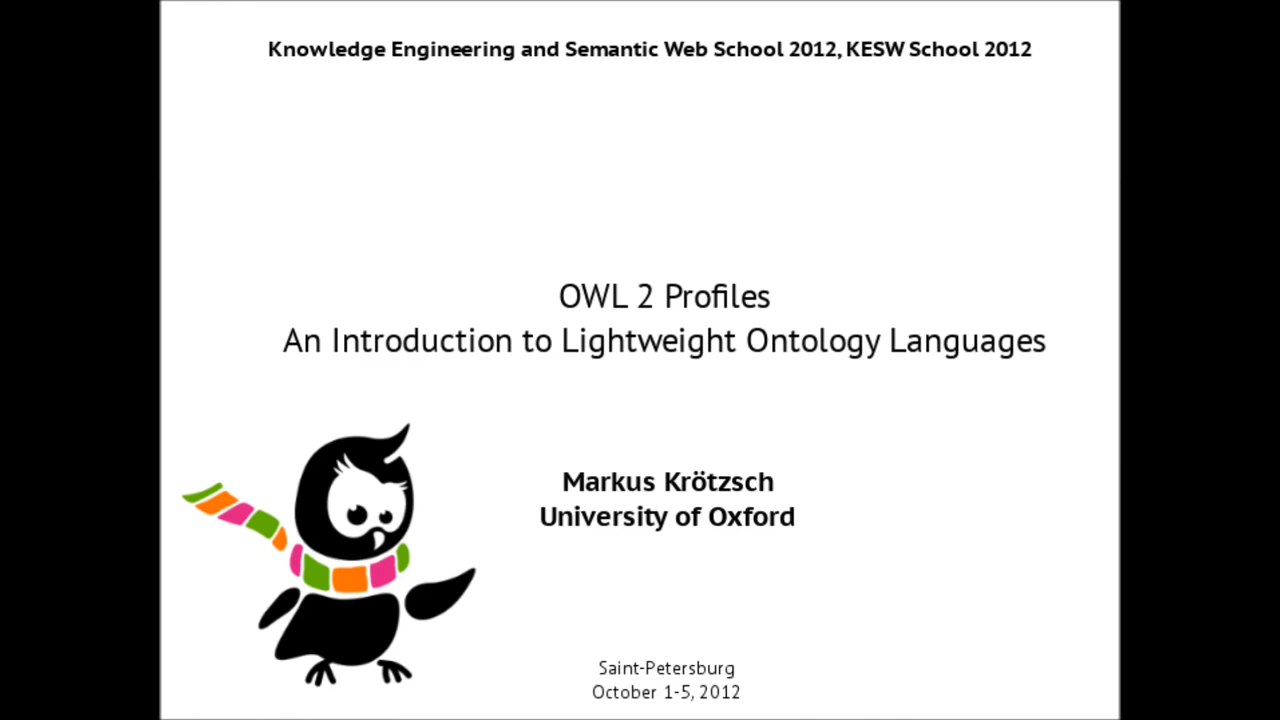 Knowledge Engineering and Semantic Web School 2012, KESW School 2012
OWL 2 Profiles
An Introduction to Lightweight Ontology Languages
Markus Krötzsch
University of Oxford
Saint-Petersburg
October 1-5, 2012